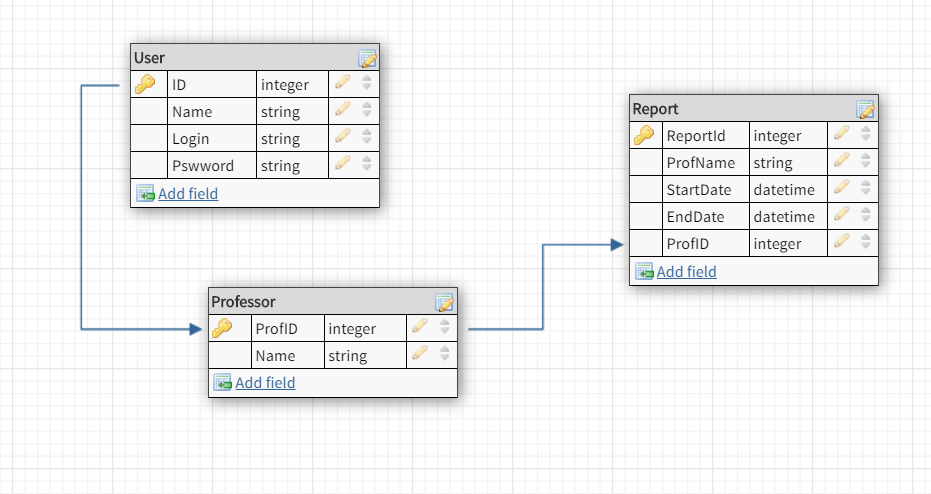 User
ID integer
Name string
Login string
Pswword string
Add field
Report
ReportId integer
ProfName string
StartDate datetime
EndDate datetime
ProfID integer
Add field
Professor
ProfID integer
Name string
Add field